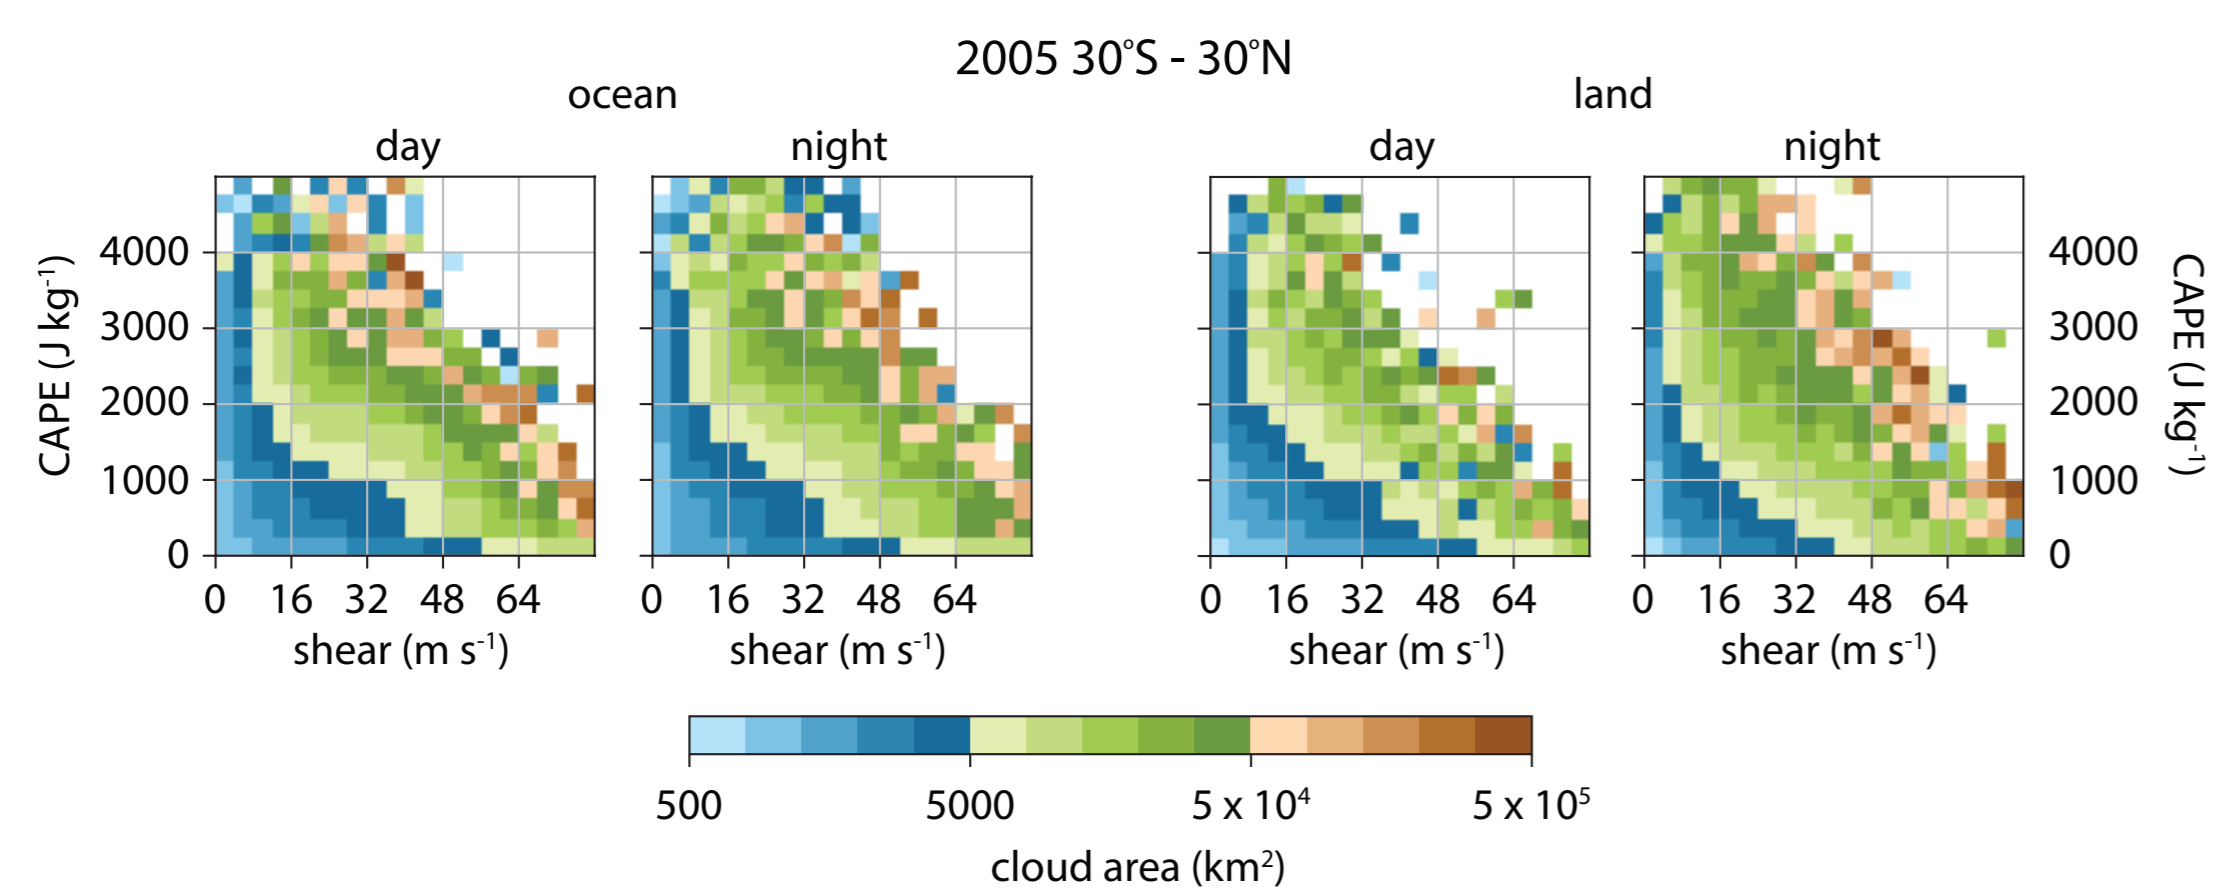 2005 30°S - 30°N
ocean land
day night day night
CAPE (J kg⁻¹)
4000
3000
2000
1000
0
4000
3000
2000
1000
0
CAPE (J kg⁻¹)
0 16 32 48 64 0 16 32 48 64 0 16 32 48 64 0 16 32 48 64
shear (m s⁻¹) shear (m s⁻¹) shear (m s⁻¹) shear (m s⁻¹)
500 5000 5 x 10⁴ 5 x 10⁵
cloud area (km²)